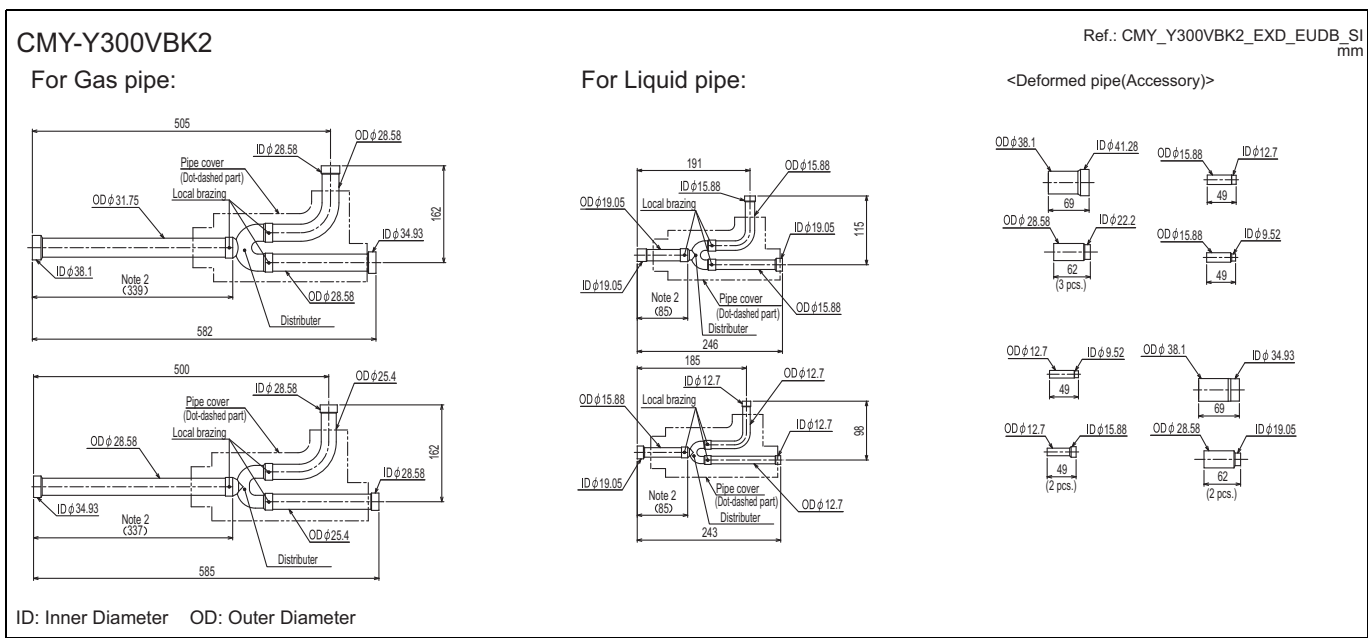 CMY-Y300VBK2
Ref.: CMY_Y300VBK2_EXD_EUDB_SI
mm
For Gas pipe:
505
OD φ28.58
ID φ28.58
Pipe cover
(Dot-dashed part)
Local brazing
OD φ31.75
162
ID φ34.93
ID φ38.1
Note 2
(339)
OD φ28.58
Distributer
582
500
OD φ25.4
ID φ28.58
Pipe cover
(Dot-dashed part)
Local brazing
OD φ28.58
162
ID φ28.58
ID φ34.93
Note 2
(337)
OD φ25.4
Distributer
585
For Liquid pipe:
191
OD φ15.88
ID φ15.88
OD φ19.05
Local brazing
115
ID φ19.05
ID φ19.05
Note 2
(85)
Pipe cover
(Dot-dashed part)
OD φ15.88
Distributer
246
185
OD φ12.7
ID φ12.7
OD φ15.88
Local brazing
98
ID φ12.7
ID φ19.05
Note 2
(85)
Pipe cover
(Dot-dashed part)
OD φ12.7
Distributer
243
<Deformed pipe(Accessory)>
OD φ38.1
ID φ41.28
69
OD φ15.88
ID φ12.7
49
OD φ 28.58
ID φ22.2
62
(3 pcs.)
OD φ15.88
ID φ9.52
49
OD φ 12.7
ID φ9.52
49
OD φ 38.1
ID φ 34.93
69
OD φ12.7
ID φ15.88
49
(2 pcs.)
OD φ 28.58
ID φ19.05
62
(2 pcs.)
ID: Inner Diameter OD: Outer Diameter